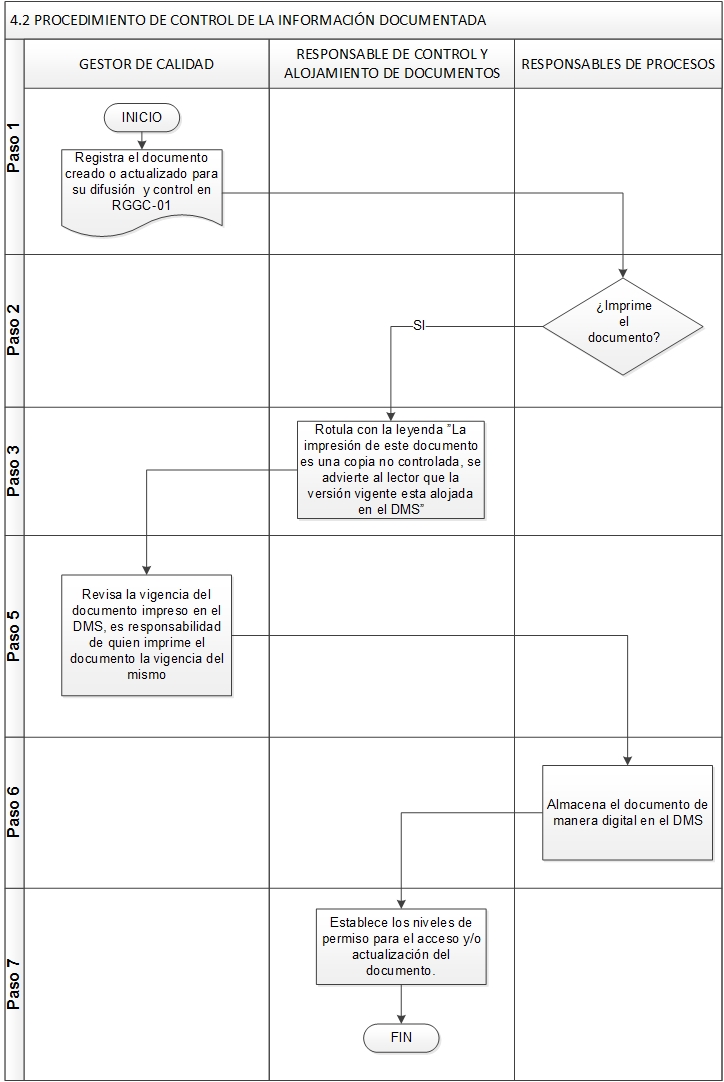 4.2 PROCEDIMIENTO DE CONTROL DE LA INFORMACIÓN DOCUMENTADA
GESTOR DE CALIDAD
RESPONSABLE DE CONTROL Y
ALOJAMIENTO DE DOCUMENTOS
RESPONSABLES DE PROCESOS
Paso 1
INICIO
Registra el documento
creado o actualizado para
su difusión y control en
RGGC-01
Paso 2
¿Imprime
el
documento?
SI
Paso 3
Rotula con la leyenda "La
impresión de este documento
es una copia no controlada, se
advierte al lector que la
versión vigente esta alojada
en el DMS"
Paso 5
Revisa la vigencia del
documento impreso en el
DMS, es responsabilidad
de quien imprime el
documento la vigencia del
mismo
Paso 6
Almacena el documento de
manera digital en el DMS
Paso 7
Establece los niveles de
permiso para el acceso y/o
actualización del
documento.
FIN